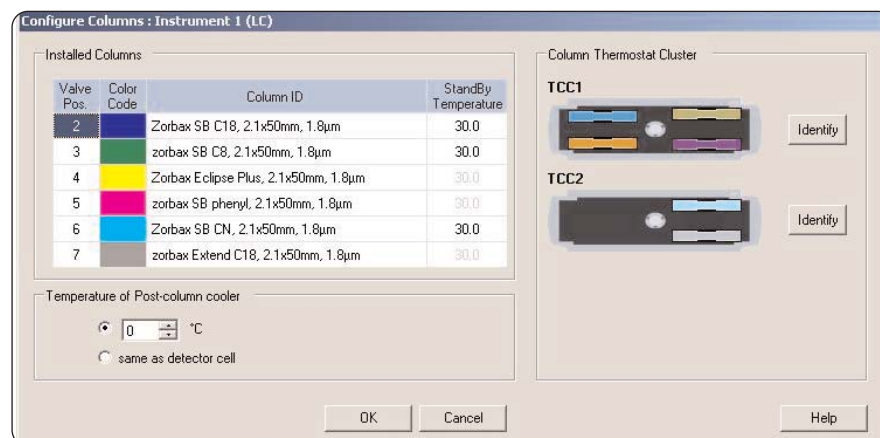 Configure Columns : Instrument 1 (LC)
Installed Columns
Valve Pos. Color Code Column ID StandBy Temperature
2 Zorbax SB C18, 2.1x50mm, 1.8µm 30.0
3 zorbax SB C8, 2.1x50mm, 1.8µm 30.0
4 Zorbax Eclipse Plus, 2.1x50mm, 1.8µm 30.0
5 zorbax SB phenyl, 2.1x50mm, 1.8µm 30.0
6 Zorbax SB CN, 2.1x50mm, 1.8µm 30.0
7 zorbax Extend C18, 2.1x50mm, 1.8µm 30.0
Temperature of Post-column cooler
0 °C
same as detector cell
Column Thermostat Cluster
TCC1
Identify
TCC2
Identify
OK Cancel Help